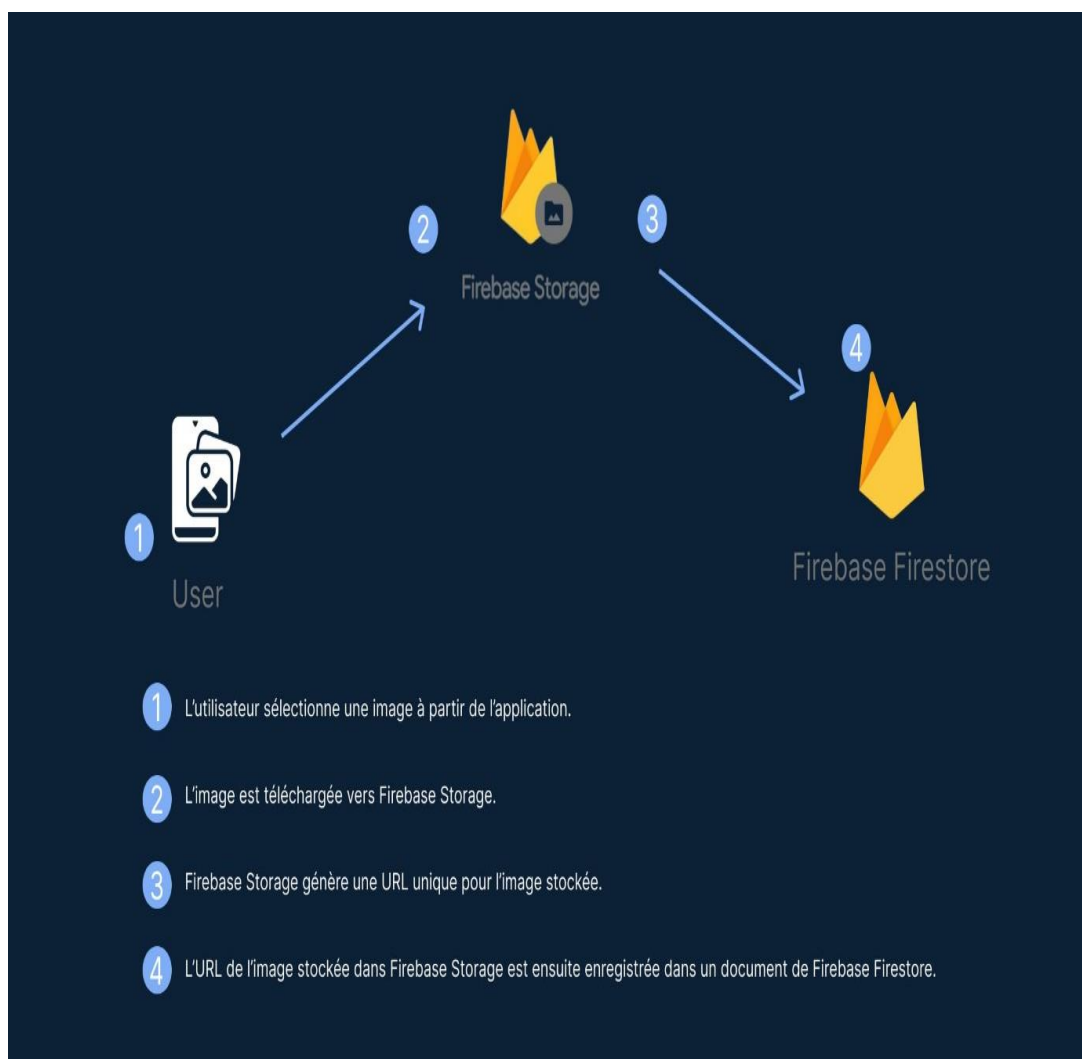 2
3
Firebase Storage
4
1
User
Firebase Firestore
1 L'utilisateur sélectionne une image à partir de l'application.
2 L'image est téléchargée vers Firebase Storage.
3 Firebase Storage génère une URL unique pour l'image stockée.
4 L'URL de l'image stockée dans Firebase Storage est ensuite enregistrée dans un document de Firebase Firestore.